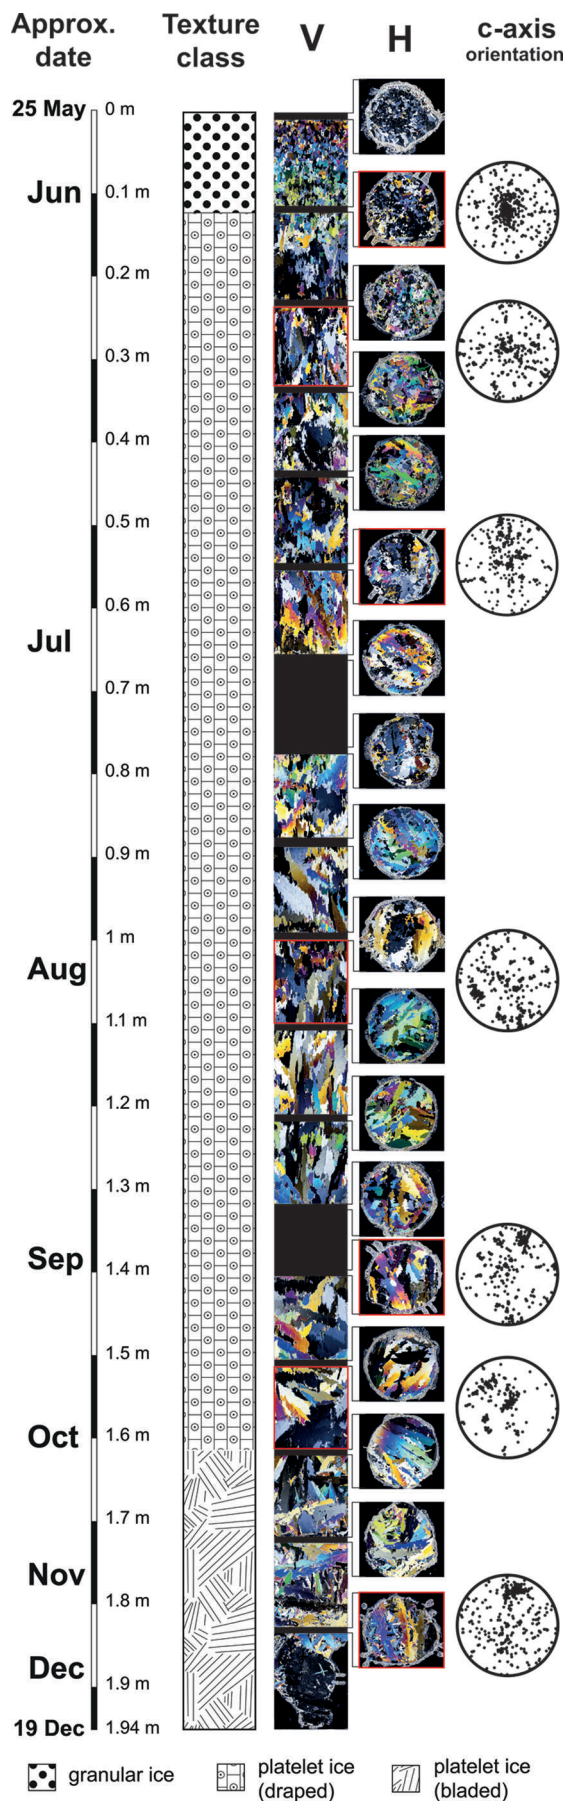 Approx. date
Texture class
V
H
c-axis orientation
25 May
0 m
Jun
0.1 m
0.2 m
0.3 m
0.4 m
0.5 m
0.6 m
Jul
0.7 m
0.8 m
0.9 m
1 m
Aug
1.1 m
1.2 m
1.3 m
Sep
1.4 m
1.5 m
Oct
1.6 m
1.7 m
Nov
1.8 m
Dec
1.9 m
19 Dec
1.94 m
granular ice
platelet ice (draped)
platelet ice (bladed)